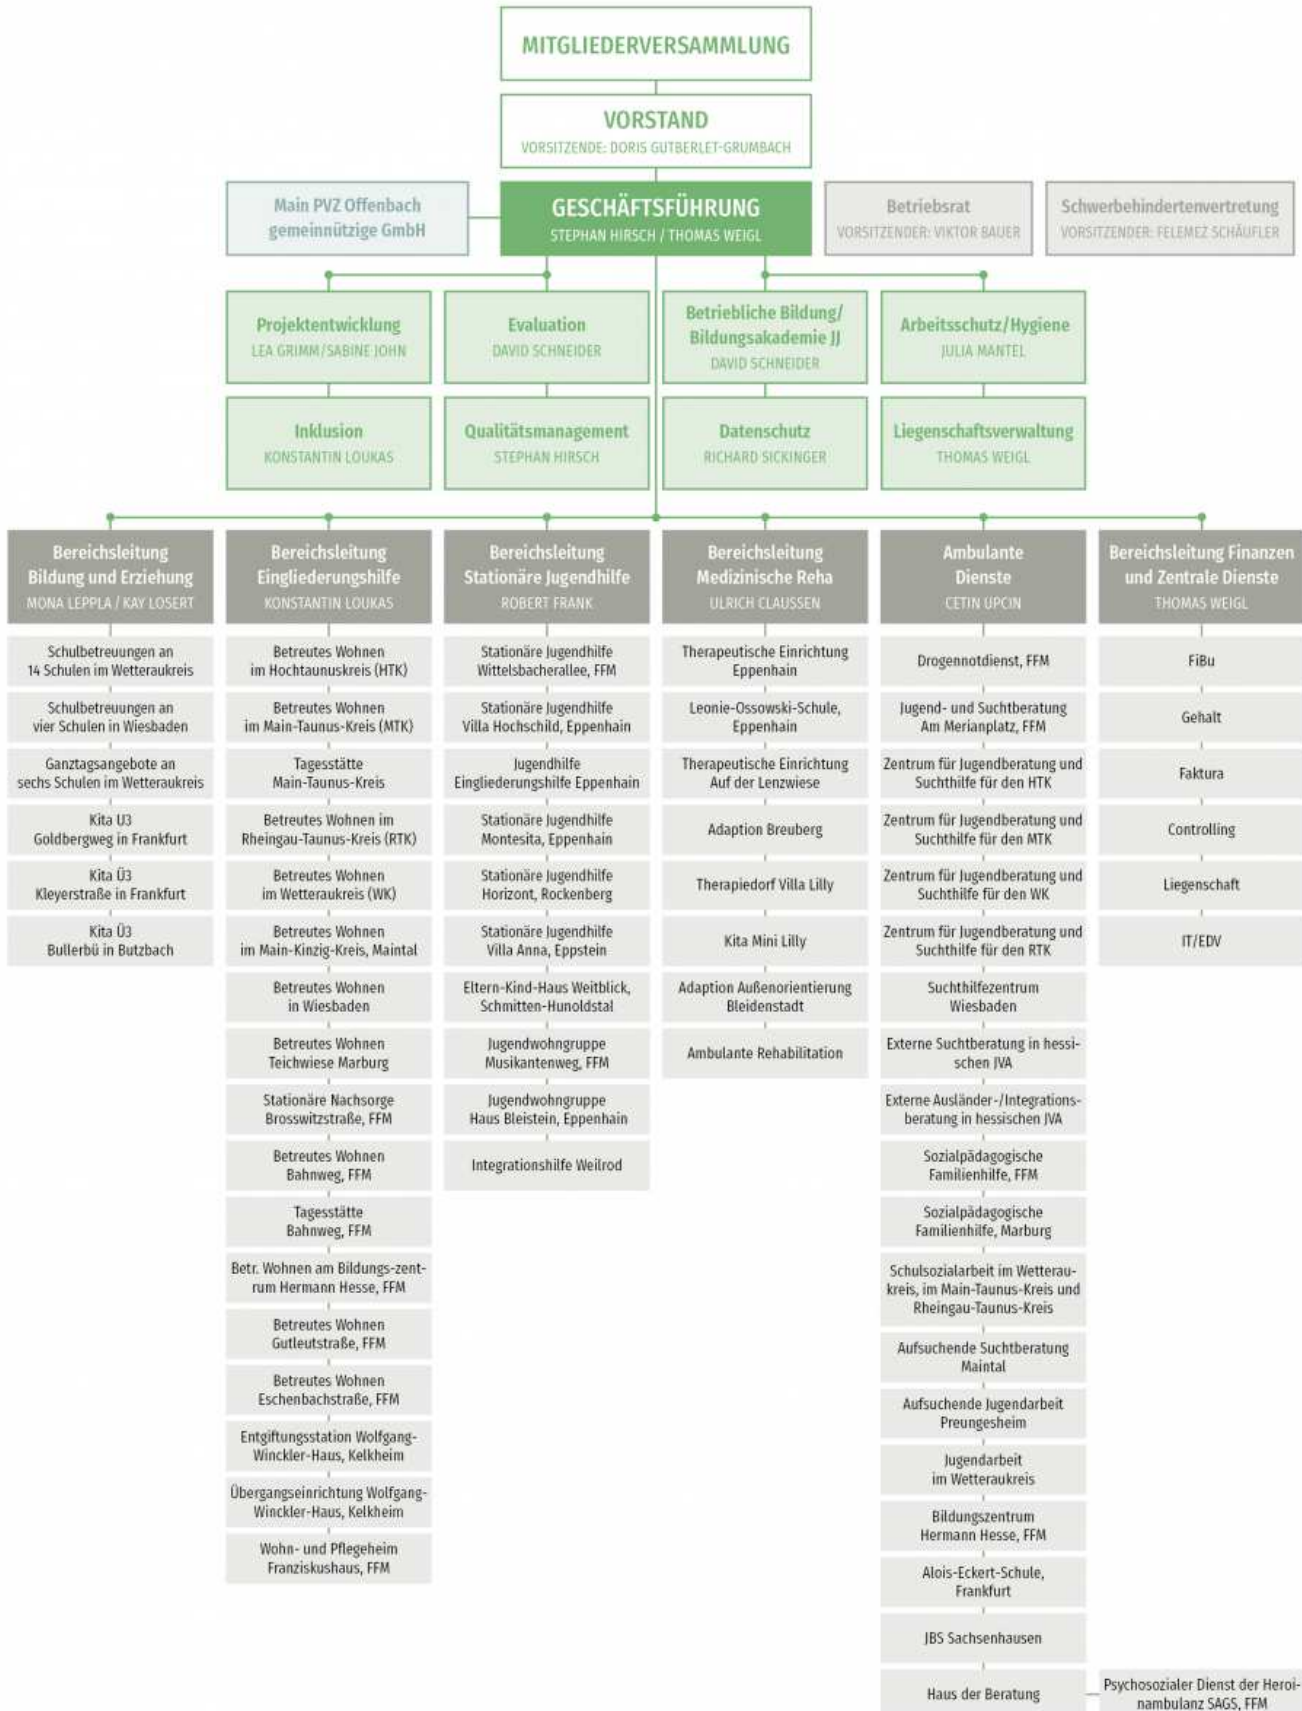 MITGLIEDERVERSAMMLUNG
VORSTAND
VORSITZENDE: DORIS GUTBERLET-GRUMBACH
Main PVZ Offenbach
gemeinnützige GmbH
GESCHÄFTSFÜHRUNG
STEPHAN HIRSCH / THOMAS WEIGL
Betriebsrat
VORSITZENDER: VIKTOR BAUER
Schwerbehindertenvertretung
VORSITZENDER: FELEMEZ SCHÄUFLER
Projektentwicklung
LEA GRIMM/SABINE JOHN
Evaluation
DAVID SCHNEIDER
Betriebliche Bildung/
Bildungsakademie JJ
DAVID SCHNEIDER
Arbeitsschutz/Hygiene
JULIA MANTEL
Inklusion
KONSTANTIN LOUKAS
Qualitätsmanagement
STEPHAN HIRSCH
Datenschutz
RICHARD SICKINGER
Liegenschaftsverwaltung
THOMAS WEIGL
Bereichsleitung
Bildung und Erziehung
MONA LEPPLA / KAY LOSERT
Schulbetreuungen an
14 Schulen im Wetteraukreis
Schulbetreuungen an
vier Schulen in Wiesbaden
Ganztagsangebote an
sechs Schulen im Wetteraukreis
Kita U3
Goldbergweg in Frankfurt
Kita Ü3
Kleyerstraße in Frankfurt
Kita Ü3
Bullerbü in Butzbach
Bereichsleitung
Eingliederungshilfe
KONSTANTIN LOUKAS
Betreutes Wohnen
im Hochtaunuskreis (HTK)
Betreutes Wohnen
im Main-Taunus-Kreis (MTK)
Tagesstätte
Main-Taunus-Kreis
Betreutes Wohnen im
Rheingau-Taunus-Kreis (RTK)
Betreutes Wohnen
im Wetteraukreis (WK)
Betreutes Wohnen
im Main-Kinzig-Kreis, Maintal
Betreutes Wohnen
in Wiesbaden
Betreutes Wohnen
Teichwiese Marburg
Stationäre Nachsorge
Brosswitzstraße, FFM
Betreutes Wohnen
Bahnweg, FFM
Tagesstätte
Bahnweg, FFM
Betr. Wohnen am Bildungs-zent-
rum Hermann Hesse, FFM
Betreutes Wohnen
Gutleutstraße, FFM
Betreutes Wohnen
Eschenbachstraße, FFM
Entgiftungsstation Wolfgang-
Winckler-Haus, Kelkheim
Übergangseinrichtung Wolfgang-
Winckler-Haus, Kelkheim
Wohn- und Pflegeheim
Franziskushaus, FFM
Bereichsleitung
Stationäre Jugendhilfe
ROBERT FRANK
Stationäre Jugendhilfe
Wittelsbacherallee, FFM
Stationäre Jugendhilfe
Villa Hochschild, Eppenhain
Jugendhilfe
Eingliederungshilfe Eppenhain
Stationäre Jugendhilfe
Montesita, Eppenhain
Stationäre Jugendhilfe
Horizont, Rockenberg
Stationäre Jugendhilfe
Villa Anna, Eppstein
Eltern-Kind-Haus Weitblick,
Schmitten-Hunoldstal
Jugendwohngruppe
Musikantenweg, FFM
Jugendwohngruppe
Haus Bleistein, Eppenhain
Integrationshilfe Weilrod
Bereichsleitung
Medizinische Reha
ULRICH CLAUSSEN
Therapeutische Einrichtung
Eppenhain
Leonie-Ossowski-Schule,
Eppenhain
Therapeutische Einrichtung
Auf der Lenzwiese
Adaption Breuberg
Therapiedorf Villa Lilly
Kita Mini Lilly
Adaption Außenorientierung
Bleidenstadt
Ambulante Rehabilitation
Ambulante
Dienste
CETIN UPCIN
Drogennotdienst, FFM
Jugend- und Suchtberatung
Am Merianplatz, FFM
Zentrum für Jugendberatung und
Suchthilfe für den HTK
Zentrum für Jugendberatung und
Suchthilfe für den MTK
Zentrum für Jugendberatung und
Suchthilfe für den WK
Zentrum für Jugendberatung und
Suchthilfe für den RTK
Suchthilfezentrum
Wiesbaden
Externe Suchtberatung in hessi-
schen JVA
Externe Ausländer-/Integrations-
beratung in hessischen JVA
Sozialpädagogische
Familienhilfe, FFM
Sozialpädagogische
Familienhilfe, Marburg
Schulsozialarbeit im Wetterau-
kreis, im Main-Taunus-Kreis und
Rheingau-Taunus-Kreis
Aufsuchende Suchtberatung
Maintal
Aufsuchende Jugendarbeit
Preungesheim
Jugendarbeit
im Wetteraukreis
Bildungszentrum
Hermann Hesse, FFM
Alois-Eckert-Schule,
Frankfurt
JBS Sachsenhausen
Haus der Beratung
Psychosozialer Dienst der Heroi-
nambulanz SAGS, FFM
Bereichsleitung Finanzen
und Zentrale Dienste
THOMAS WEIGL
FiBu
Gehalt
Faktura
Controlling
Liegenschaft
IT/EDV